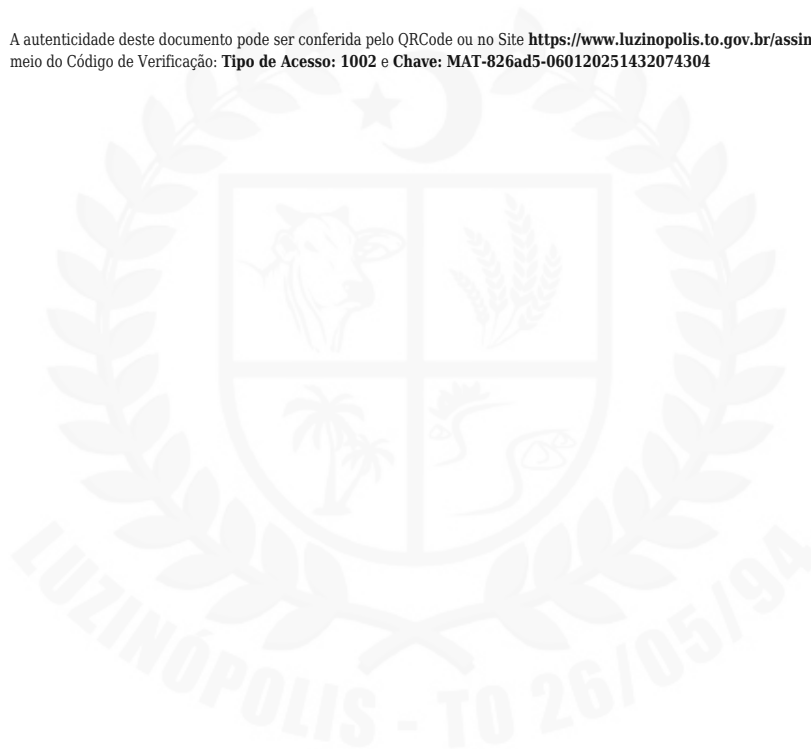 A autenticidade deste documento pode ser conferida pelo QRCode ou no Site https://www.luzinopolis.to.gov.br/assin
meio do Código de Verificação: Tipo de Acesso: 1002 e Chave: MAT-826ad5-060120251432074304
LUZINÓPOLIS - TO 26/05/94